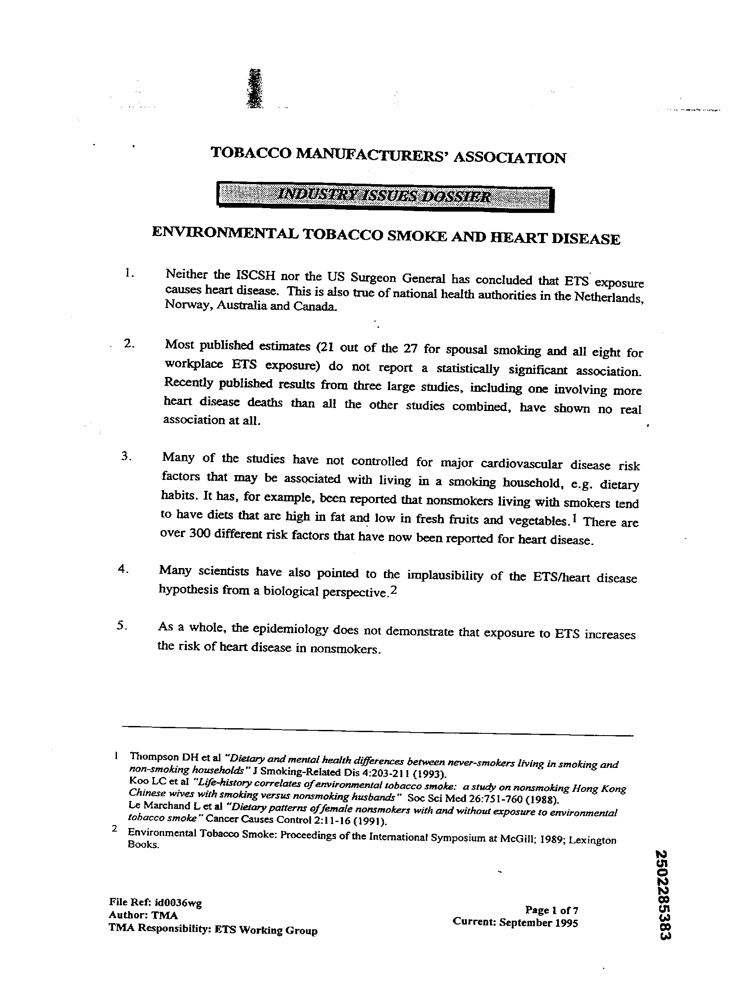 TOBACCO MANUFACTURERS' ASSOCIATION
INDUSTRY ISSUES DOSSIER
ENVIRONMENTAL TOBACCO SMOKE AND HEART DISEASE
1. Neither the ISCSH nor the US Surgeon General has concluded that ETS exposure
causes heart disease. This is also true of national health authorities in the Netherlands,
Norway, Australia and Canada.
2. Most published estimates (21 out of the 27 for spousal smoking and all eight for
workplace ETS exposure) do not report a statistically significant association.
Recently published results from three large studies, including one involving more
heart disease deaths than all the other studies combined, have shown no real
association at all.
3. Many of the studies have not controlled for major cardiovascular disease risk
factors that may be associated with living in a smoking household, e.g. dietary
habits. It has, for example, been reported that nonsmokers living with smokers tend
to have diets that are high in fat and low in fresh fruits and vegetables.1 There are
over 300 different risk factors that have now been reported for heart disease.
4. Many scientists have also pointed to the implausibility of the ETS/heart disease
hypothesis from a biological perspective.2
5. As a whole, the epidemiology does not demonstrate that exposure to ETS increases
the risk of heart disease in nonsmokers.
1 Thompson DH et al "Dietary and mental health differences between never-smokers living in smoking and
non-smoking households" J Smoking-Related Dis 4:203-211 (1993).
Koo LC et al "Life-history correlates of environmental tobacco smoke: a study on nonsmoking Hong Kong
Chinese wives with smoking versus nonsmoking husbands" Soc Sci Med 26:751-760 (1988).
Le Marchand L et al "Dietary patterns of female nonsmokers with and without exposure to environmental
tobacco smoke" Cancer Causes Control 2:11-16 (1991).
2 Environmental Tobacco Smoke: Proceedings of the International Symposium at McGill; 1989; Lexington
Books.
File Ref: id0036wg
Author: TMA
TMA Responsibility: ETS Working Group
Page 1 of 7
Current: September 1995
2502285383